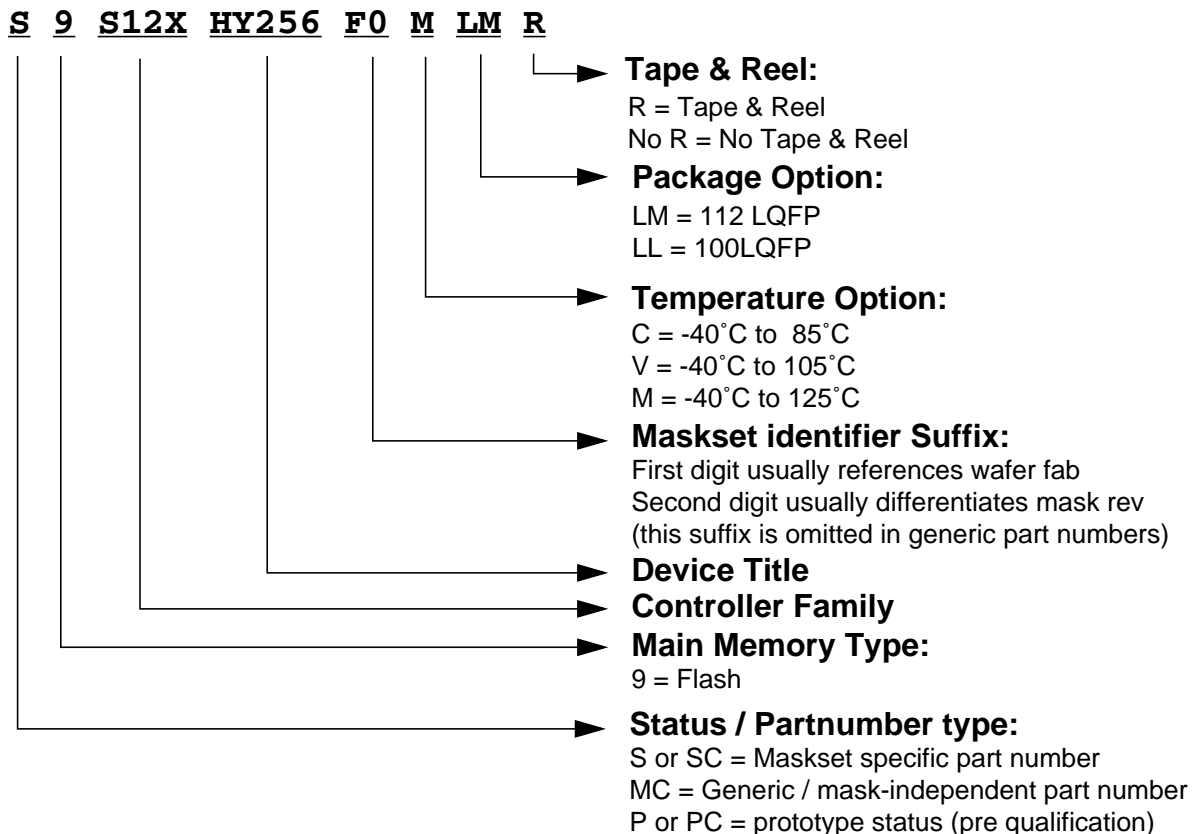 S 9 S12X HY256 F0 M LM R
Tape & Reel:
R = Tape & Reel
No R = No Tape & Reel
Package Option:
LM = 112 LQFP
LL = 100LQFP
Temperature Option:
C = -40˚C to 85˚C
V = -40˚C to 105˚C
M = -40˚C to 125˚C
Maskset identifier Suffix:
First digit usually references wafer fab
Second digit usually differentiates mask rev
(this suffix is omitted in generic part numbers)
Device Title
Controller Family
Main Memory Type:
9 = Flash
Status / Partnumber type:
S or SC = Maskset specific part number
MC = Generic / mask-independent part number
P or PC = prototype status (pre qualification)